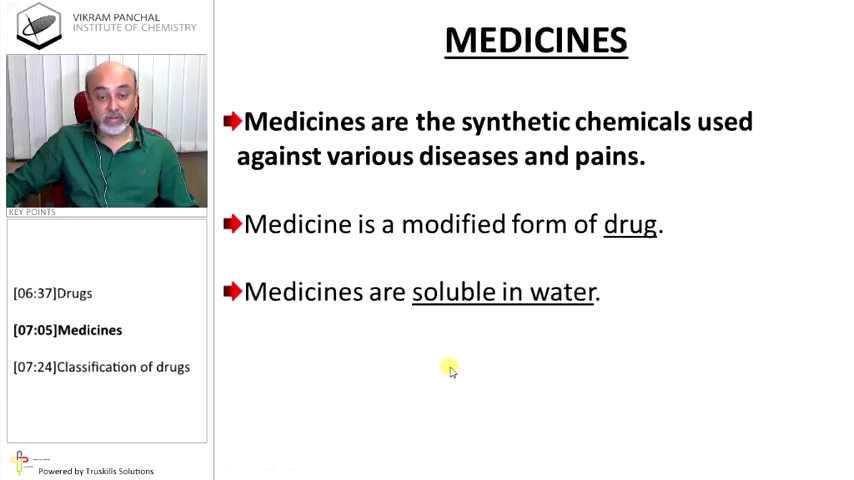 VIKRAM PANCHAL
INSTITUTE OF CHEMISTRY
MEDICINES
Medicines are the synthetic chemicals used
against various diseases and pains.
Medicine is a modified form of drug.
Medicines are soluble in water.
KEY POINTS
[06:37]Drugs
[07:05]Medicines
[07:24]Classification of drugs
Powered by Truskills Solutions